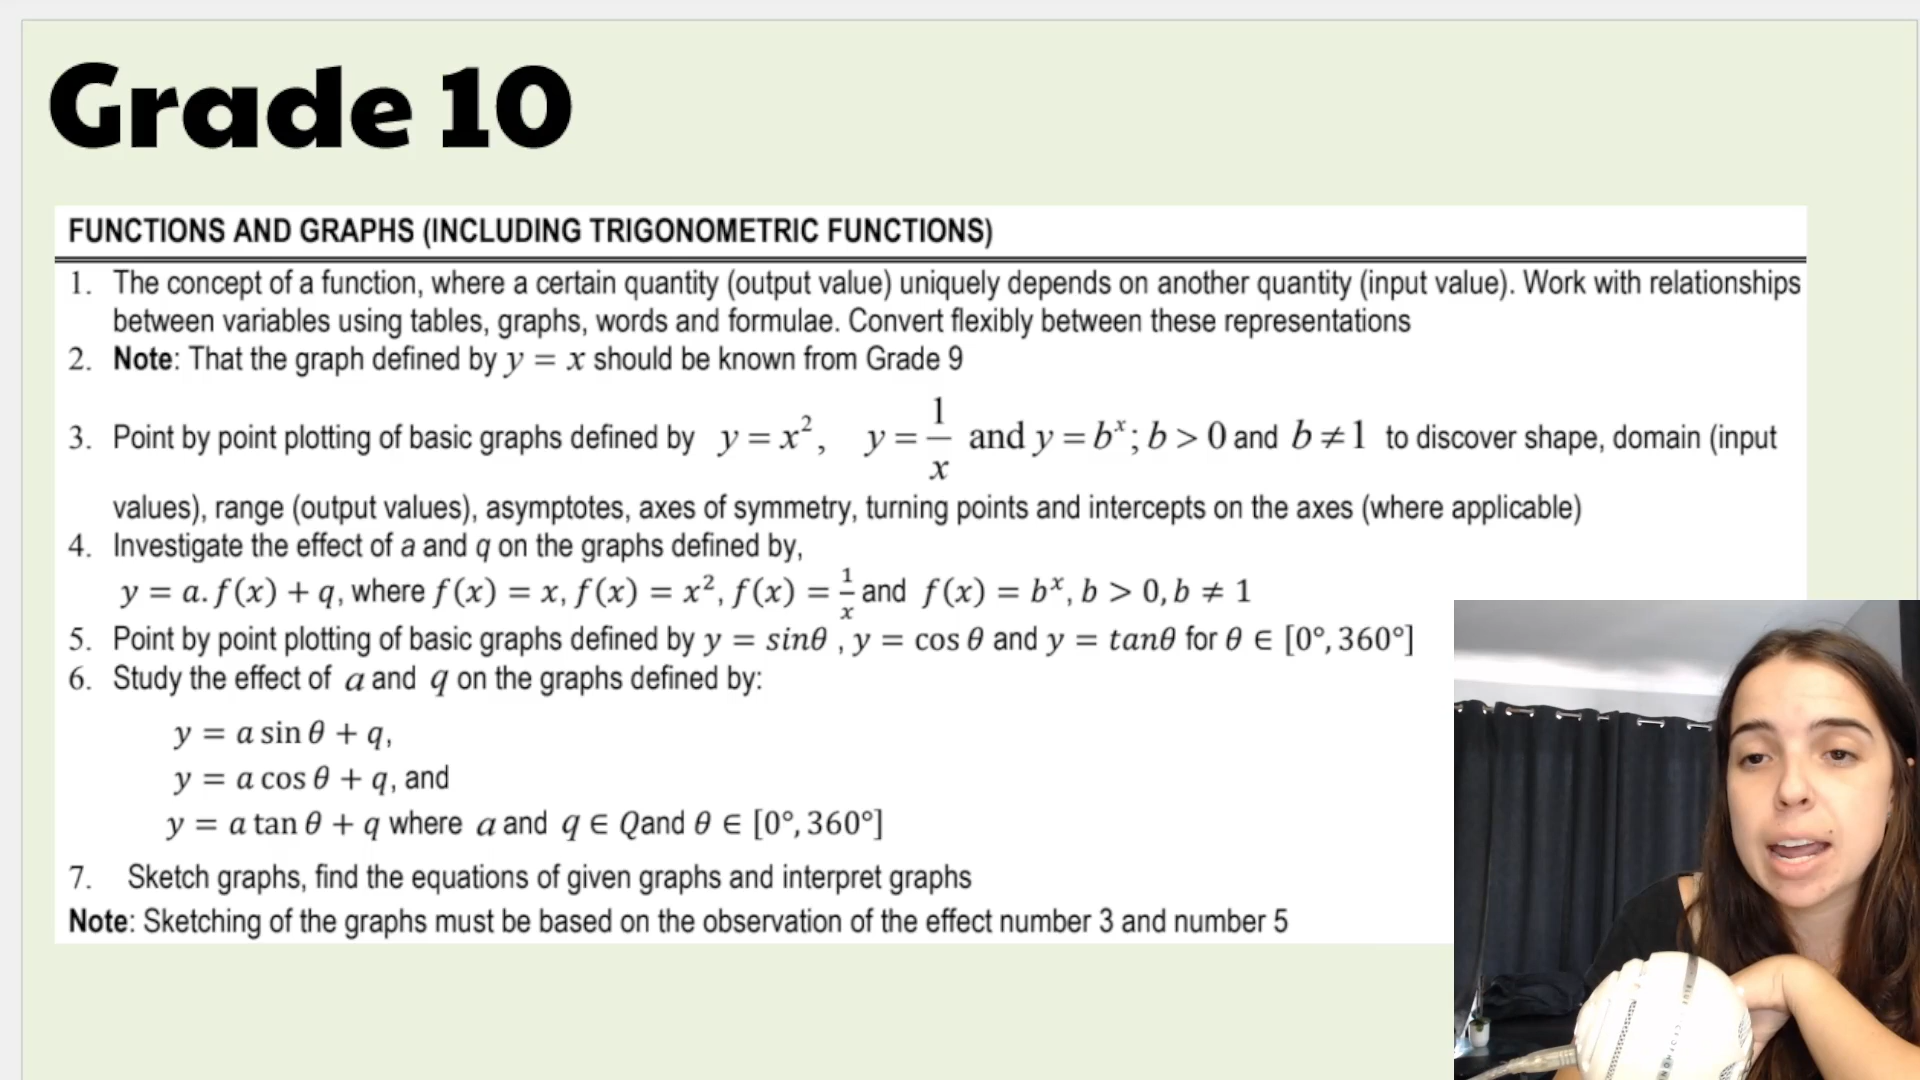 Grade 10
FUNCTIONS AND GRAPHS (INCLUDING TRIGONOMETRIC FUNCTIONS)
1. The concept of a function, where a certain quantity (output value) uniquely depends on another quantity (input value). Work with relationships
between variables using tables, graphs, words and formulae. Convert flexibly between these representations
2. Note: That the graph defined by y = x should be known from Grade 9
3. Point by point plotting of basic graphs defined by y = x², y = 1/x and y = bˣ; b > 0 and b ≠ 1 to discover shape, domain (input
values), range (output values), asymptotes, axes of symmetry, turning points and intercepts on the axes (where applicable)
4. Investigate the effect of a and q on the graphs defined by,
y = a. f(x) + q, where f(x) = x, f(x) = x², f(x) = 1/x and f(x) = bˣ, b > 0, b ≠ 1
5. Point by point plotting of basic graphs defined by y = sinθ , y = cos θ and y = tanθ for θ ∈ [0°, 360°]
6. Study the effect of a and q on the graphs defined by:
y = a sin θ + q,
y = a cos θ + q, and
y = a tan θ + q where a and q ∈ Qand θ ∈ [0°, 360°]
7. Sketch graphs, find the equations of given graphs and interpret graphs
Note: Sketching of the graphs must be based on the observation of the effect number 3 and number 5